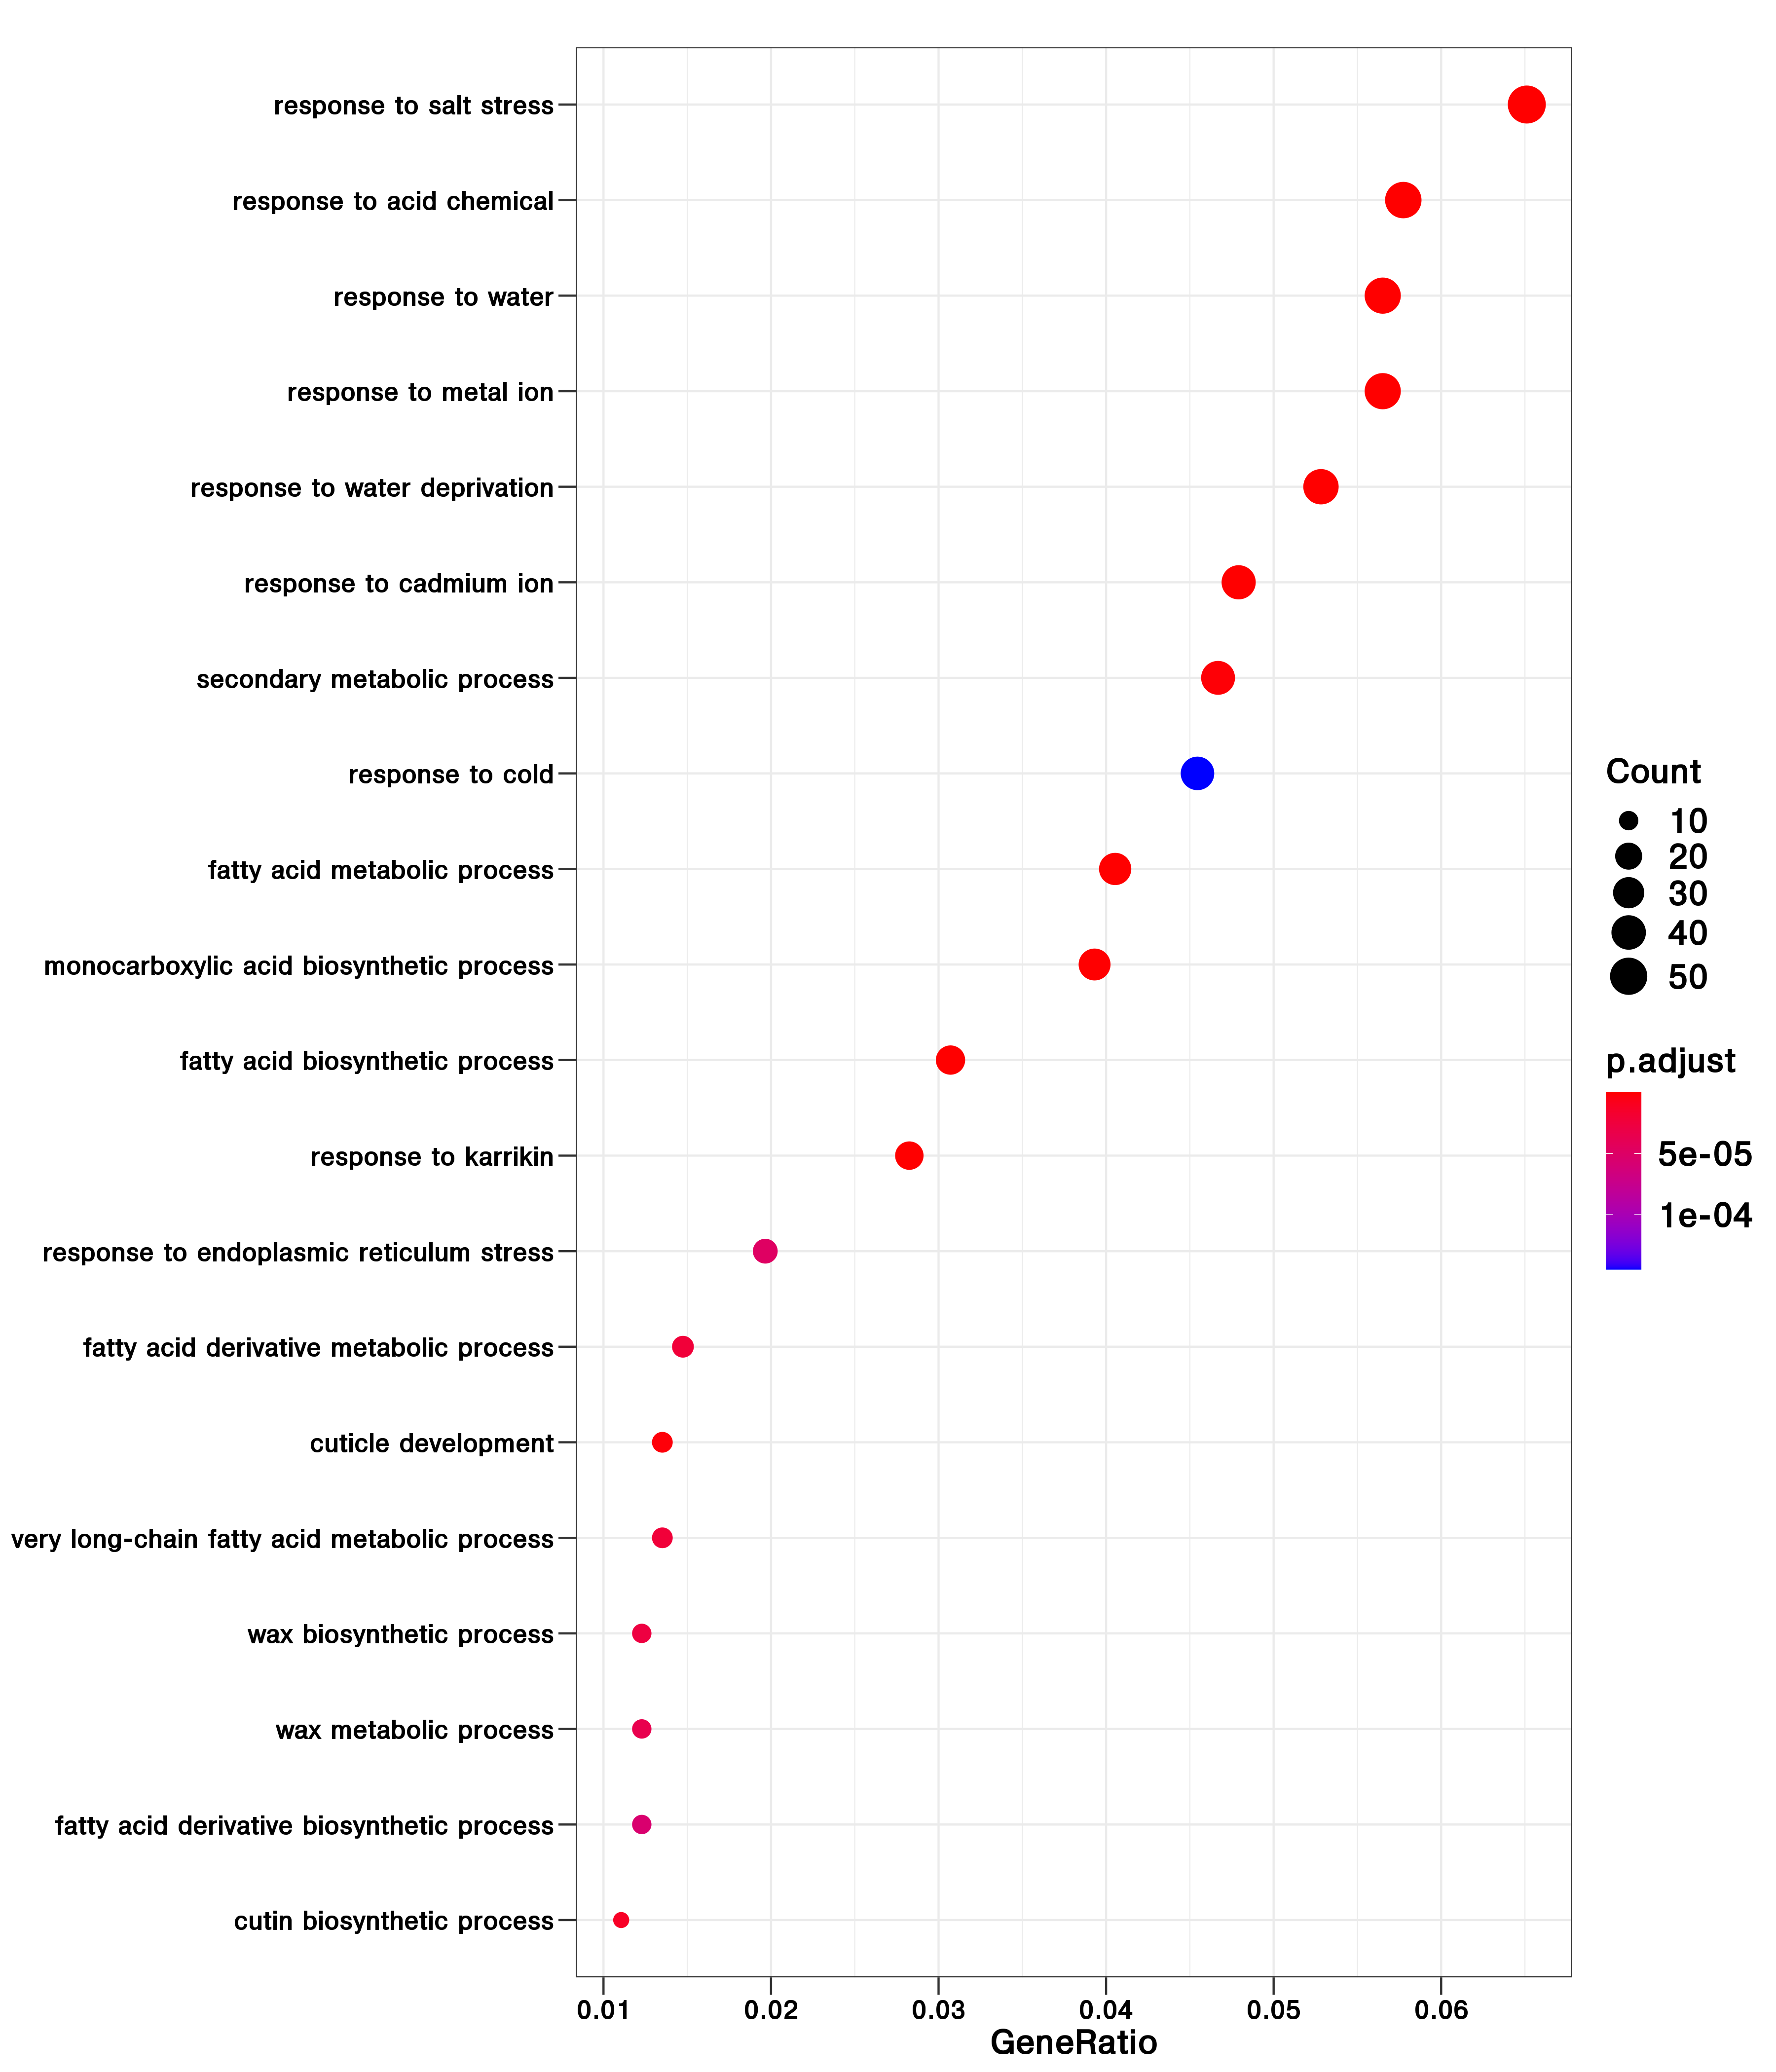 response to salt stress
response to acid chemical
response to water
response to metal ion
response to water deprivation
response to cadmium ion
secondary metabolic process
response to cold
fatty acid metabolic process
monocarboxylic acid biosynthetic process
fatty acid biosynthetic process
response to karrikin
response to endoplasmic reticulum stress
fatty acid derivative metabolic process
cuticle development
very long-chain fatty acid metabolic process
wax biosynthetic process
wax metabolic process
fatty acid derivative biosynthetic process
cutin biosynthetic process
0.01 0.02 0.03 0.04 0.05 0.06
GeneRatio
Count
10
20
30
40
50
p.adjust
5e-05
1e-04